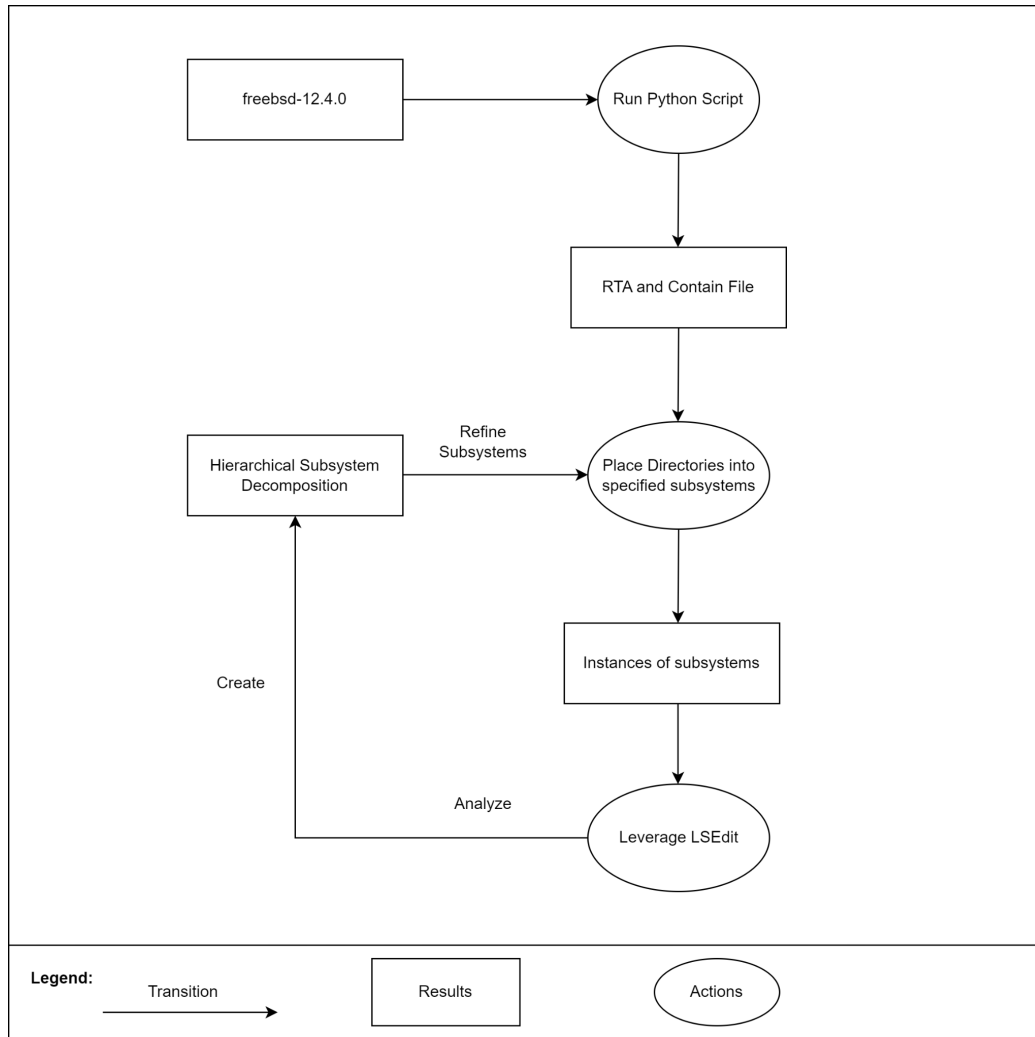 freebsd-12.4.0
Run Python Script
RTA and Contain File
Refine
Subsystems
Hierarchical Subsystem
Decomposition
Place Directories into
specified subsystems
Instances of subsystems
Create
Analyze
Leverage LSEdit
Legend:
Transition
Results
Actions